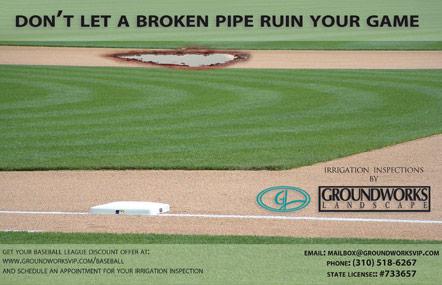 DON'T LET A BROKEN PIPE RUIN YOUR GAME
IRRIGATION INSPECTIONS
BY
GROUNDWORKS
LANDSCAPE
GET YOUR BASEBALL LEAGUE DISCOUNT OFFER AT:
WWW.GROUNDWORKSVIP.COM/BASEBALL
AND SCHEDULE AN APPOINTMENT FOR YOUR IRRIGATION INSPECTION
EMAIL: MAILBOX@GROUNDWORKSVIP.COM
PHONE: (310) 518-6267
STATE LICENSE:: #733657